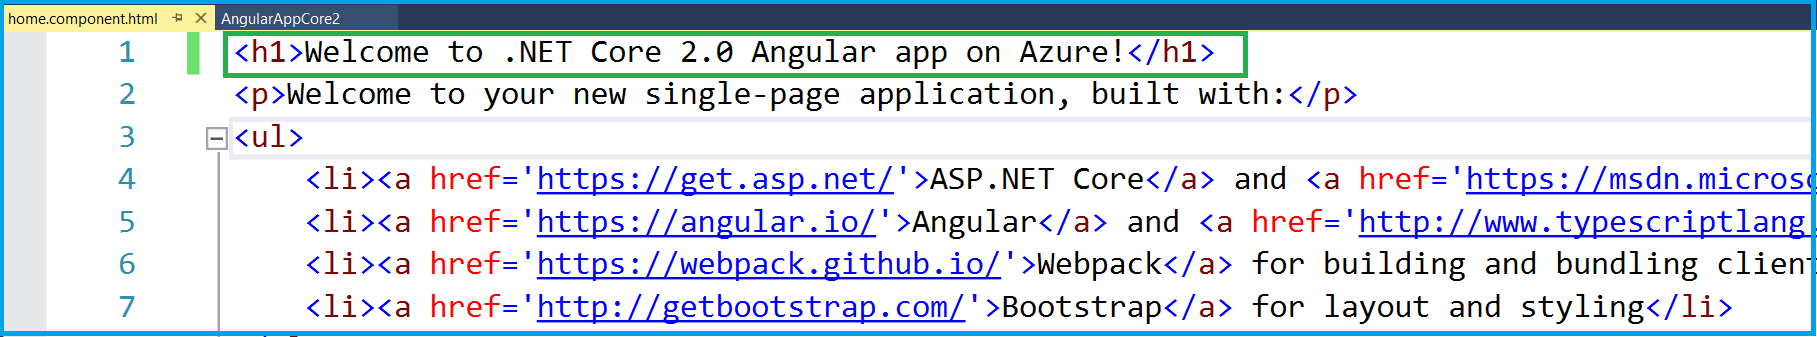 home.component.html AngularAppCore2
1 <h1>Welcome to .NET Core 2.0 Angular app on Azure!</h1>
2 <p>Welcome to your new single-page application, built with:</p>
3 <ul>
4 <li><a href='https://get.asp.net/'>ASP.NET Core</a> and <a href='https://msdn.microsc
5 <li><a href='https://angular.io/'>Angular</a> and <a href='http://www.typescriptlang.
6 <li><a href='https://webpack.github.io/'>Webpack</a> for building and bundling client
7 <li><a href='http://getbootstrap.com/'>Bootstrap</a> for layout and styling</li>